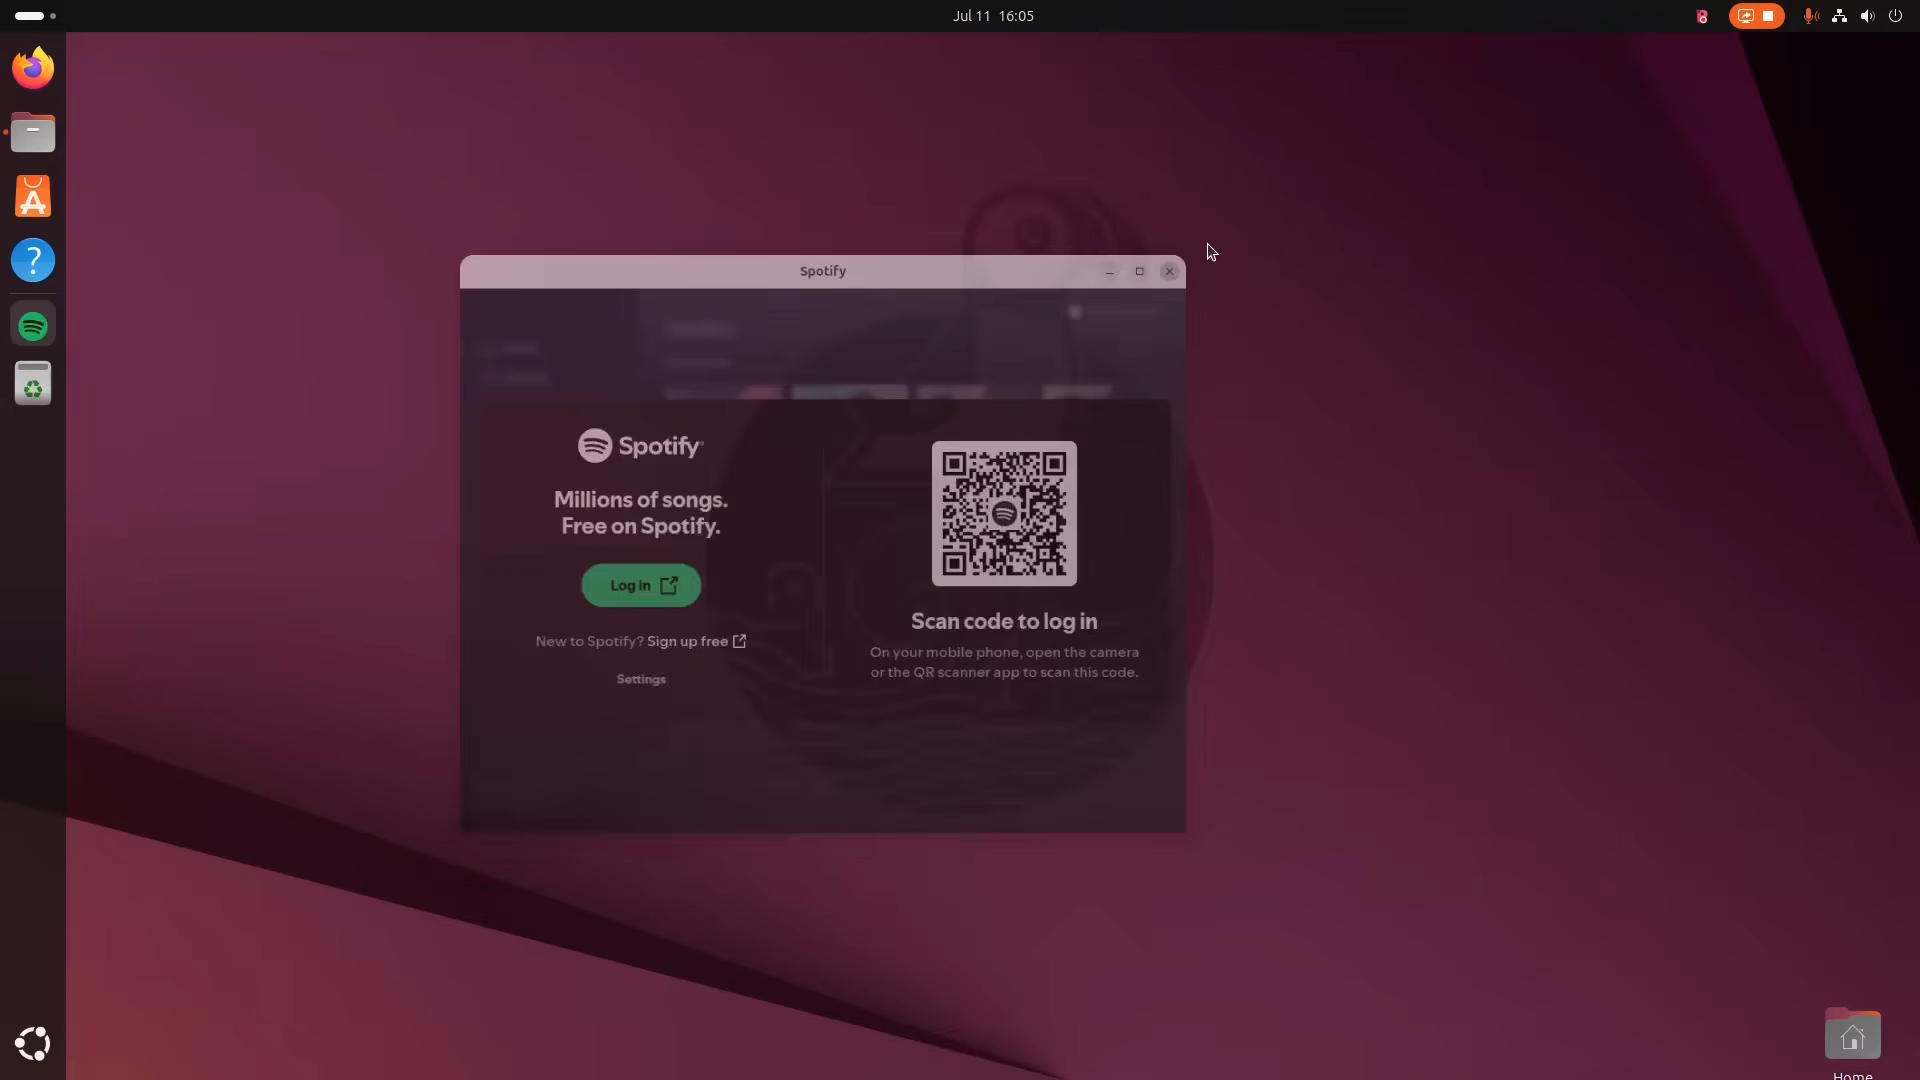 Jul 11 16:05
Spotify
Spotify
Millions of songs.
Free on Spotify.
Log in
New to Spotify? Sign up free
Settings
Scan code to log in
On your mobile phone, open the camera
or the QR scanner app to scan this code.
Home